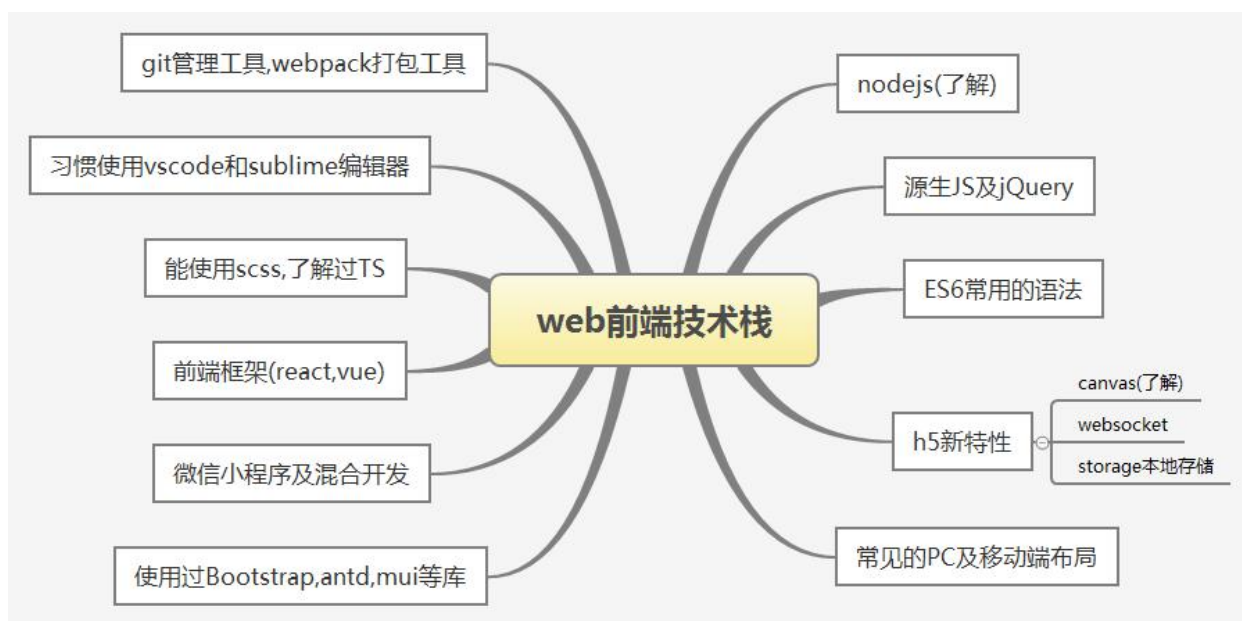 git管理工具,webpack打包工具
习惯使用vscode和sublime编辑器
能使用scss,了解过TS
前端框架(react,vue)
微信小程序及混合开发
使用过Bootstrap,antd,mui等库
web前端技术栈
nodejs(了解)
源生JS及jQuery
ES6常用的语法
h5新特性
canvas(了解)
websocket
storage本地存储
常见的PC及移动端布局